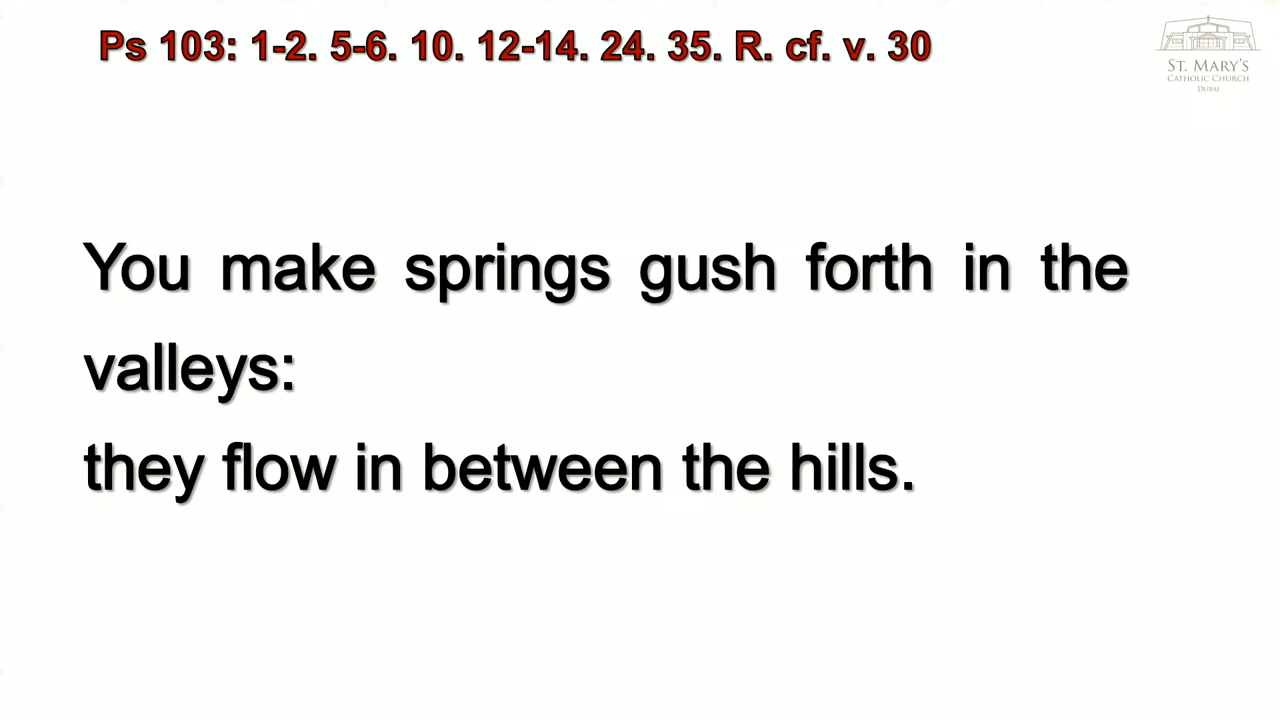 Ps 103: 1-2. 5-6. 10. 12-14. 24. 35. R. cf. v. 30
ST. MARY'S
CATHOLIC CHURCH
DUBAI
You make springs gush forth in the
valleys:
they flow in between the hills.